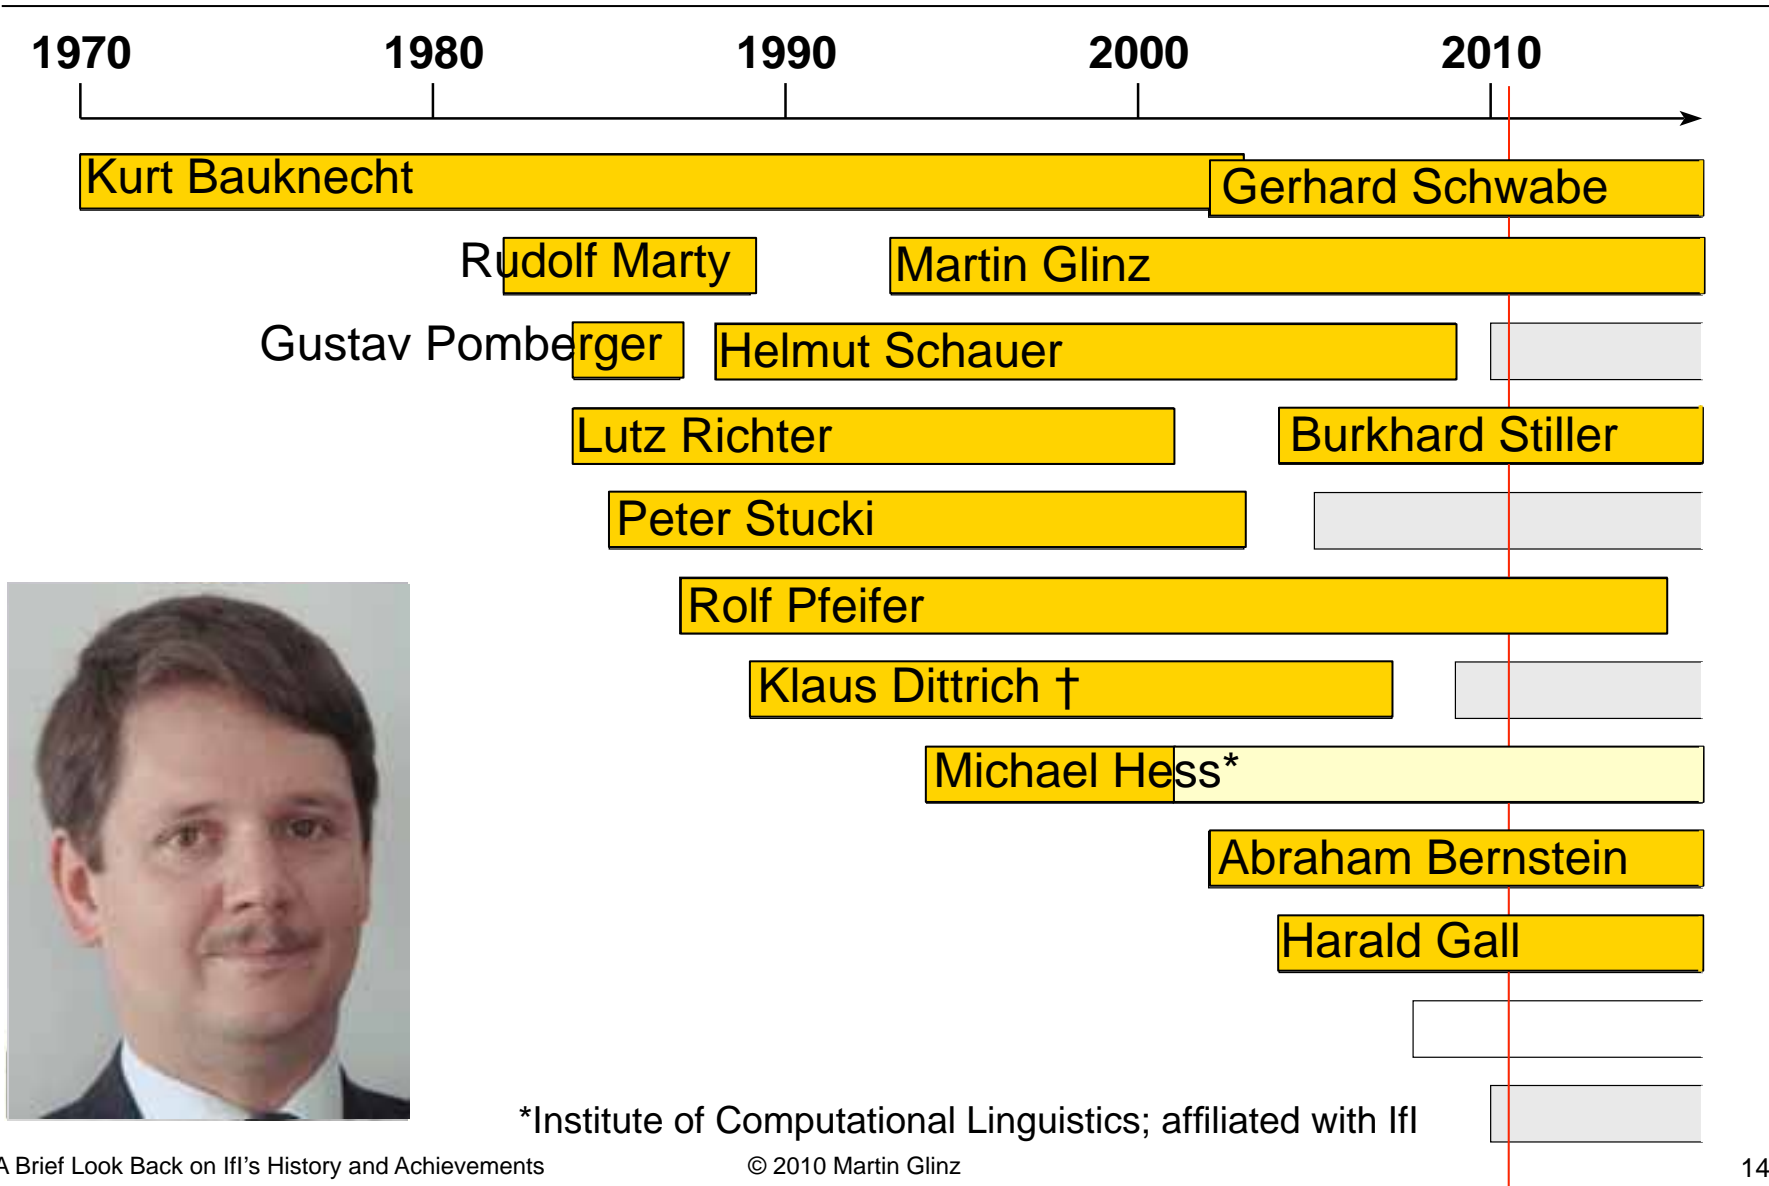 1970 1980 1990 2000 2010
Kurt Bauknecht Gerhard Schwabe
Rudolf Marty Martin Glinz
Gustav Pomberger Helmut Schauer
Lutz Richter Burkhard Stiller
Peter Stucki
Rolf Pfeifer
Klaus Dittrich †
Michael Hess*
Abraham Bernstein
Harald Gall
*Institute of Computational Linguistics; affiliated with IfI
A Brief Look Back on IfI's History and Achievements © 2010 Martin Glinz 14